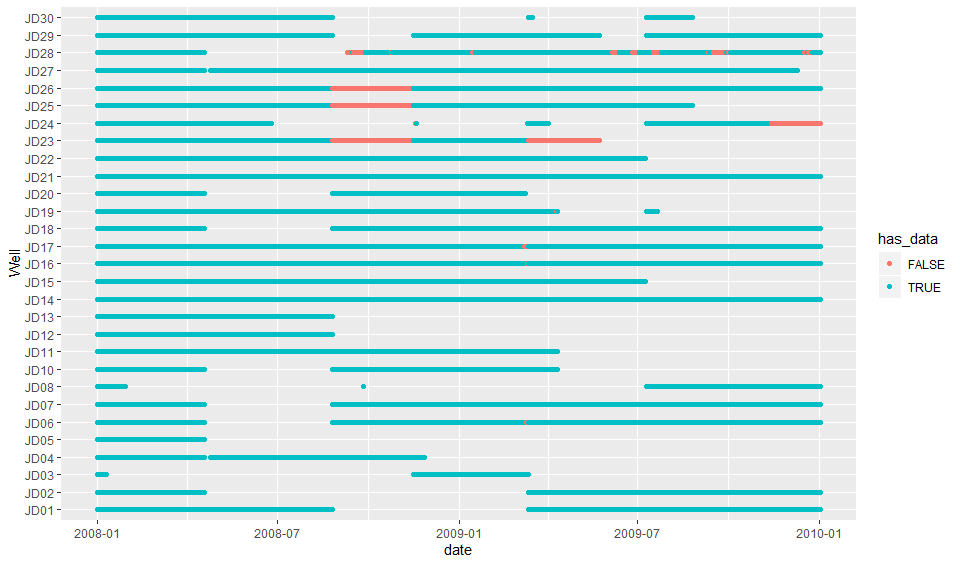 JD30
JD29
JD28
JD27
JD26
JD25
JD24
JD23
JD22
JD21
JD20
JD19
JD18
JD17
JD16
JD15
JD14
JD13
JD12
JD11
JD10
JD08
JD07
JD06
JD05
JD04
JD03
JD02
JD01
Well
2008-01 2008-07 2009-01 2009-07 2010-01
date
has_data
FALSE
TRUE